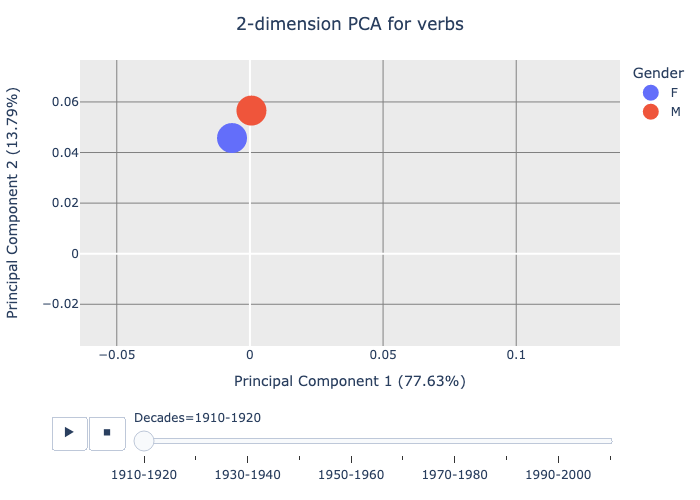 2-dimension PCA for verbs
Gender
F
M
Principal Component 2 (13.79%)
0.06
0.04
0.02
0
−0.02
−0.05
0
0.05
0.1
Principal Component 1 (77.63%)
Decades=1910-1920
1910-1920
1930-1940
1950-1960
1970-1980
1990-2000